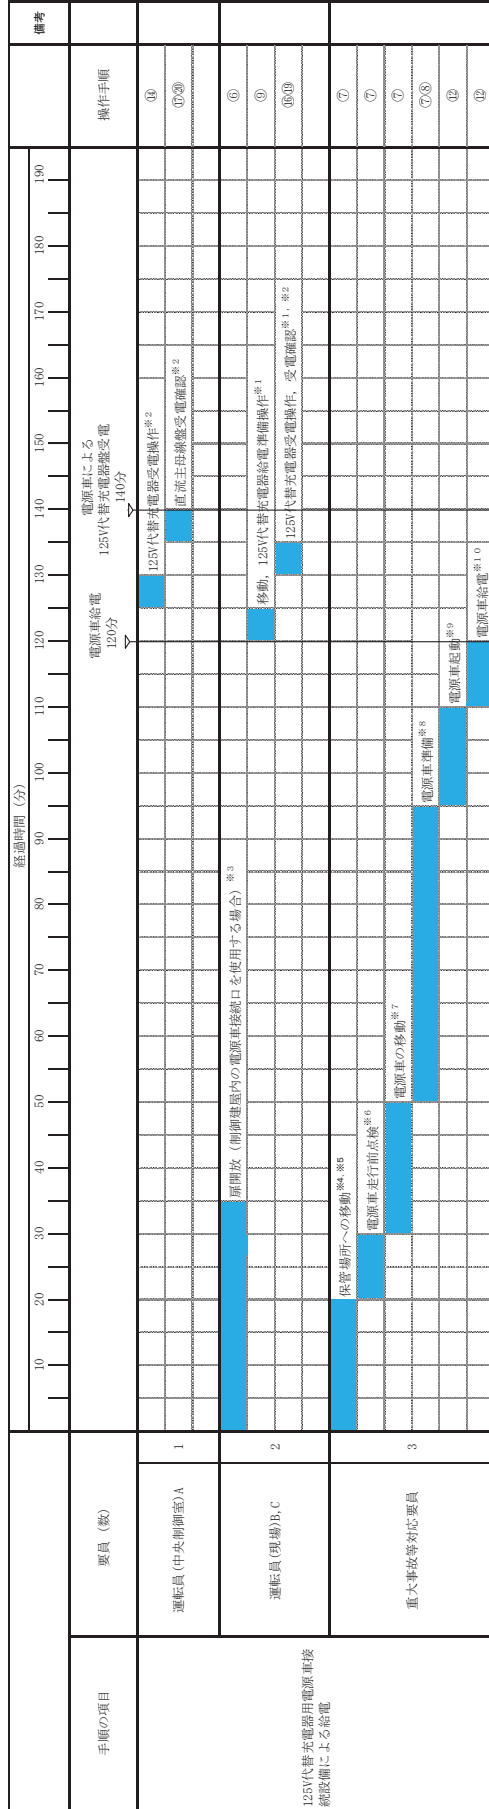 経過時間（分）
備考
10 20 30 40 50 60 70 80 90 100 110 120 130 140 150 160 170 180 190
手順の項目
要員（数）
電源車給電
120分
電源車による
125V代替充電器盤受電
140分
操作手順
125V代替充電器用電源車接
続設備による給電
運転員(中央制御室)A
1
125V代替充電器受電操作※2
⑭
直流主母線盤受電確認※2
⑰⑳
運転員(現場)B,C
2
扉開放（制御建屋内の電源車接続口を使用する場合）※3
⑥
移動，125V代替充電器給電準備操作※1
⑨
125V代替充電器受電操作，受電確認※1，※2
⑯⑲
重大事故等対応要員
3
保管場所への移動※4，※5
⑦
電源車走行前点検※6
⑦
電源車の移動※7
⑦
電源車準備※8
⑦⑧
電源車起動※9
⑫
電源車給電※10
⑫